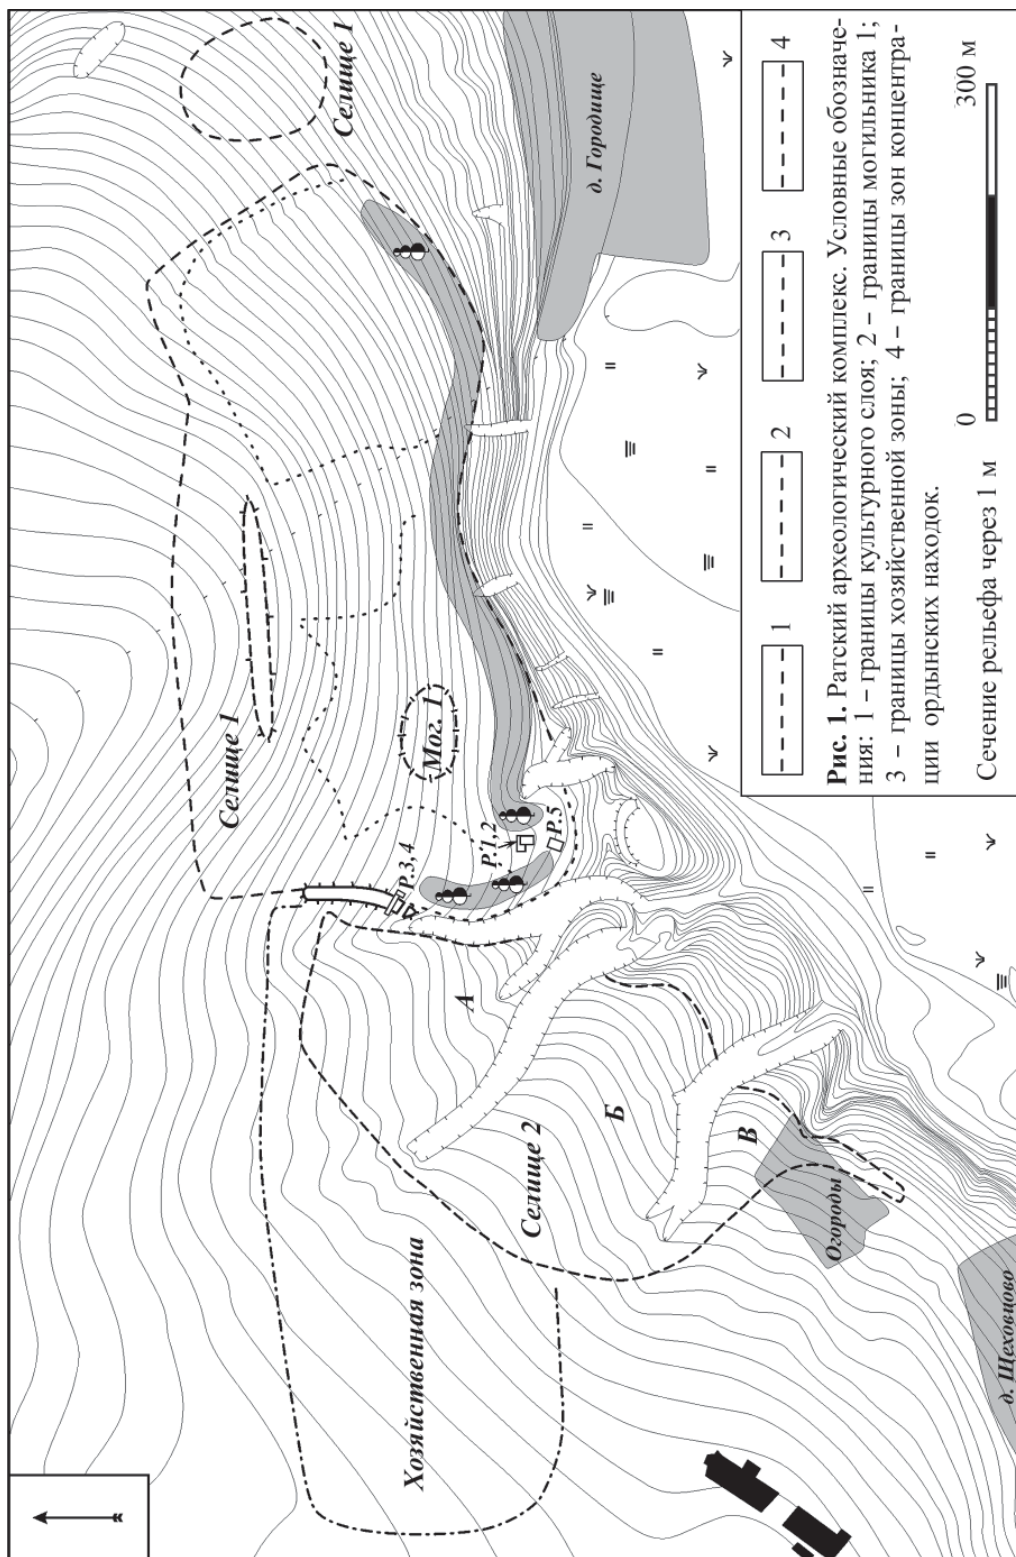 Селище 1
д. Городище
Селище 1
Мог. 1
Р.3,4
Р.1,2
Р.5
А
Селище 2
Б
В
Огороды
Хозяйственная зона
д. Щеховцово
1
2
3
4
Рис. 1. Ратский археологический комплекс. Условные обозначе-
ния: 1 – границы культурного слоя; 2 – границы могильника 1;
3 – границы хозяйственной зоны; 4 – границы зон концентра-
ции ордынских находок.
Сечение рельефа через 1 м
0
300 м